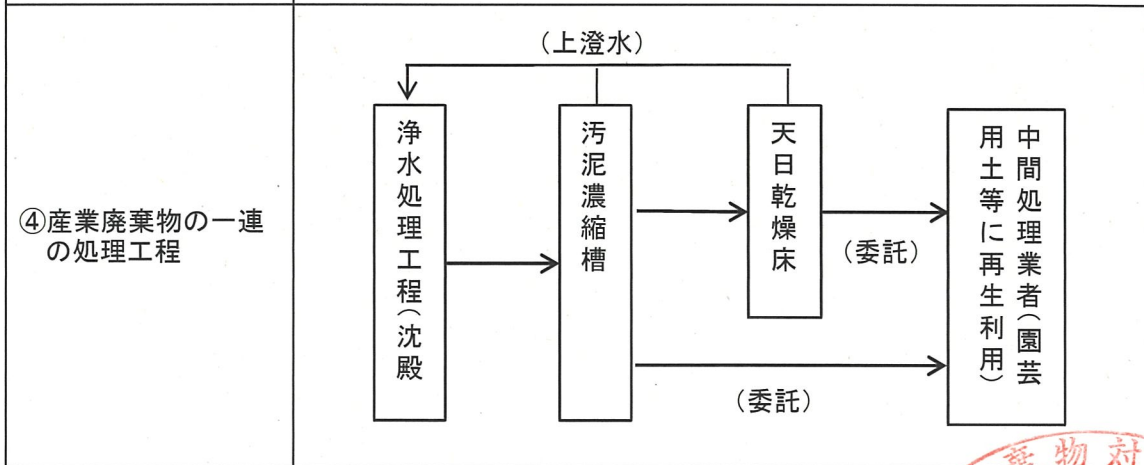 ④産業廃棄物の一連
の処理工程
（上澄水）
浄水処理工程（沈殿
汚泥濃縮槽
天日乾燥床
（委託）
（委託）
中間処理業者（園芸
用土等に再生利用）
物対